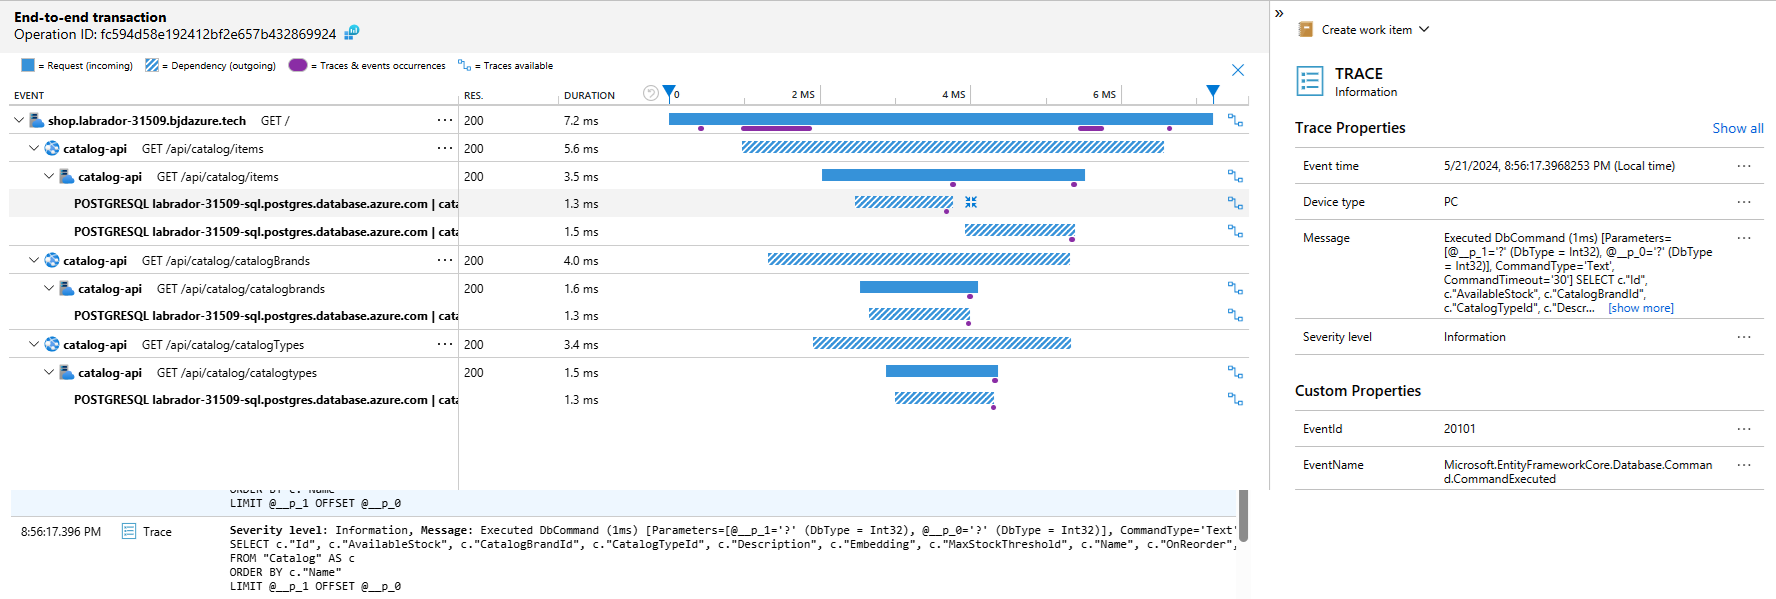 End-to-end transaction
Operation ID: fc594d58e192412bf2e657b432869924
= Request (incoming) = Dependency (outgoing) = Traces & events occurrences = Traces available
EVENT RES. DURATION 0 2 MS 4 MS 6 MS
shop.labrador-31509.bjdazure.tech GET / ... 200 7.2 ms
catalog-api GET /api/catalog/items ... 200 5.6 ms
catalog-api GET /api/catalog/items 200 3.5 ms
POSTGRESQL labrador-31509-sql.postgres.database.azure.com | cata 1.3 ms
POSTGRESQL labrador-31509-sql.postgres.database.azure.com | cata 1.5 ms
catalog-api GET /api/catalog/catalogBrands ... 200 4.0 ms
catalog-api GET /api/catalog/catalogbrands 200 1.6 ms
POSTGRESQL labrador-31509-sql.postgres.database.azure.com | cata 1.3 ms
catalog-api GET /api/catalog/catalogTypes ... 200 3.4 ms
catalog-api GET /api/catalog/catalogtypes 200 1.5 ms
POSTGRESQL labrador-31509-sql.postgres.database.azure.com | cata 1.3 ms
ORDER BY c."Name"
LIMIT @__p_1 OFFSET @__p_0
8:56:17.396 PM Trace Severity level: Information, Message: Executed DbCommand (1ms) [Parameters=[@__p_1='?' (DbType = Int32), @__p_0='?' (DbType = Int32)], CommandType='Text'
SELECT c."Id", c."AvailableStock", c."CatalogBrandId", c."CatalogTypeId", c."Description", c."Embedding", c."MaxStockThreshold", c."Name", c."OnReorder",
FROM "Catalog" AS c
ORDER BY c."Name"
LIMIT @__p_1 OFFSET @__p_0
»
Create work item
TRACE
Information
Trace Properties Show all
Event time 5/21/2024, 8:56:17.3968253 PM (Local time) ...
Device type PC ...
Message Executed DbCommand (1ms) [Parameters= ...
[@__p_1='?' (DbType = Int32), @__p_0='?' (DbType
= Int32)], CommandType='Text',
CommandTimeout='30'] SELECT c."Id",
c."AvailableStock", c."CatalogBrandId",
c."CatalogTypeId", c."Descr... [show more]
Severity level Information ...
Custom Properties
EventId 20101 ...
EventName Microsoft.EntityFrameworkCore.Database.Comman ...
d.CommandExecuted